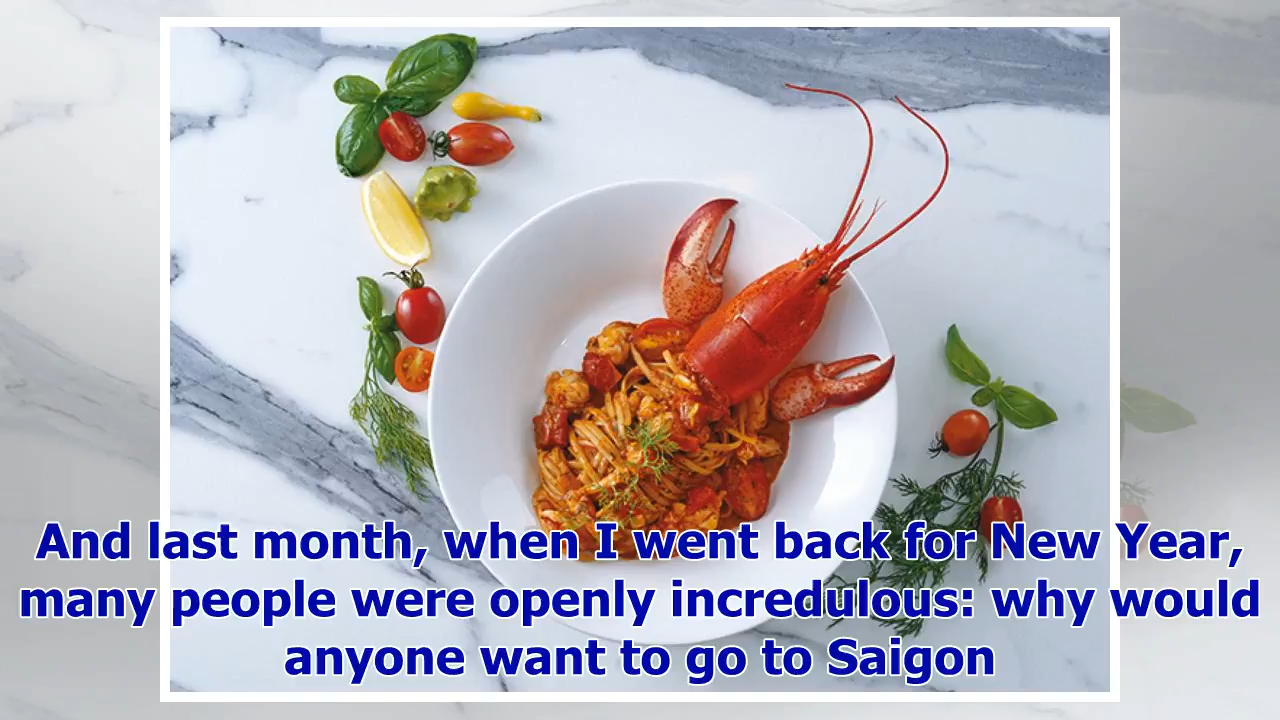 And last month, when I went back for New Year,
many people were openly incredulous: why would
anyone want to go to Saigon